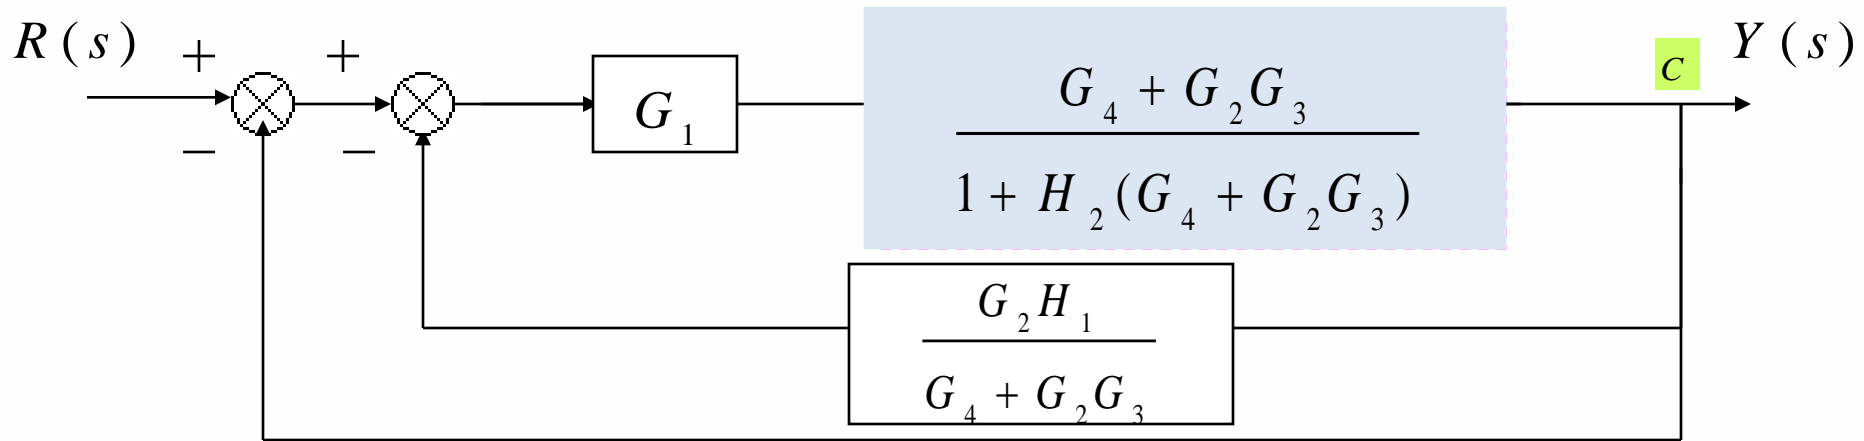 R(s)
+
+
C
Y(s)
G₁
G₄ + G₂G₃
1 + H₂(G₄ + G₂G₃)
−
−
G₂H₁
G₄ + G₂G₃